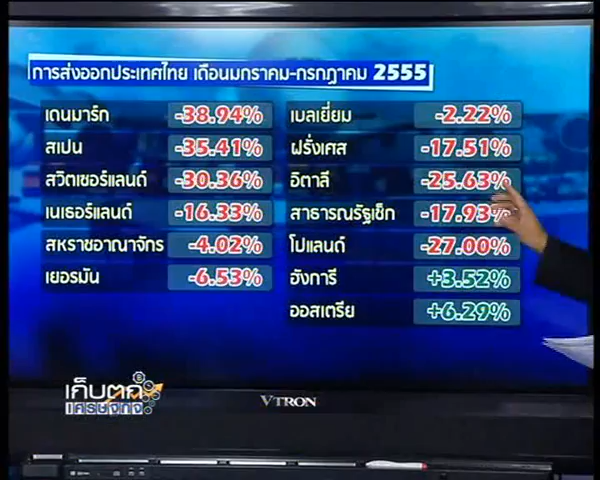 การส่งออกประเทศไทย เดือนมกราคม-กรกฎาคม 2555
เดนมาร์ก -38.94%
สเปน -35.41%
สวิตเซอร์แลนด์ -30.36%
เนเธอร์แลนด์ -16.33%
สหราชอาณาจักร -4.02%
เยอรมัน -6.53%
เบลเยี่ยม -2.22%
ฝรั่งเศส -17.51%
อิตาลี -25.63%
สาธารณรัฐเช็ก -17.93%
โปแลนด์ -27.00%
ฮังการี +3.52%
ออสเตรีย +6.29%
เก็บตก
เศรษฐกิจ
VTRON